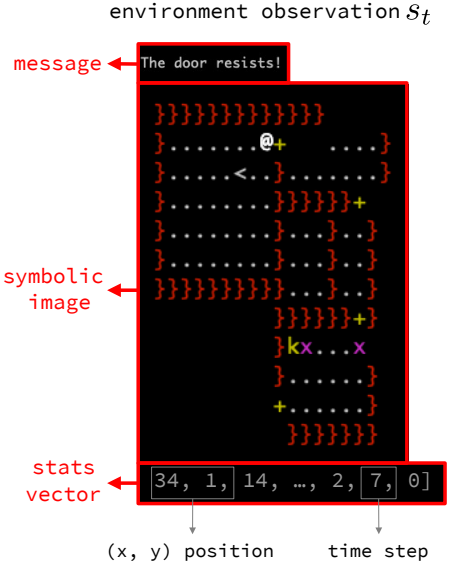 environment observation s_t
message
The door resists!
}}}}}}}}}}}}}
}.......@+   ....}
}.....<..}.......}
}........}}}}}}+
}........}...}..}
}........}...}..}
}}}}}}}}}}...}..}
}}}}}}+}
}kx...x
}......}
+......}
}}}}}}}
symbolic
image
stats
vector
34, 1, 14, …, 2, 7, 0]
(x, y) position
time step